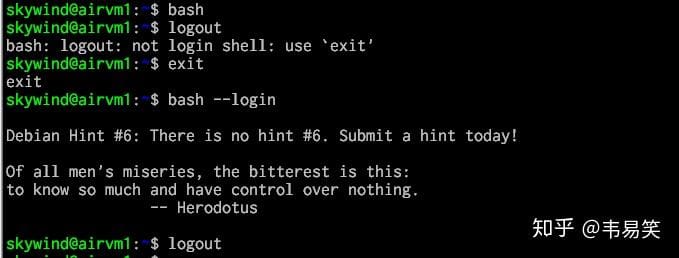 skywind@airvm1:~$ bash
skywind@airvm1:~$ logout
bash: logout: not login shell: use `exit'
skywind@airvm1:~$ exit
exit
skywind@airvm1:~$ bash --login
Debian Hint #6: There is no hint #6. Submit a hint today!
Of all men's miseries, the bitterest is this:
to know so much and have control over nothing.
-- Herodotus
知乎 @韦易笑
skywind@airvm1:~$ logout